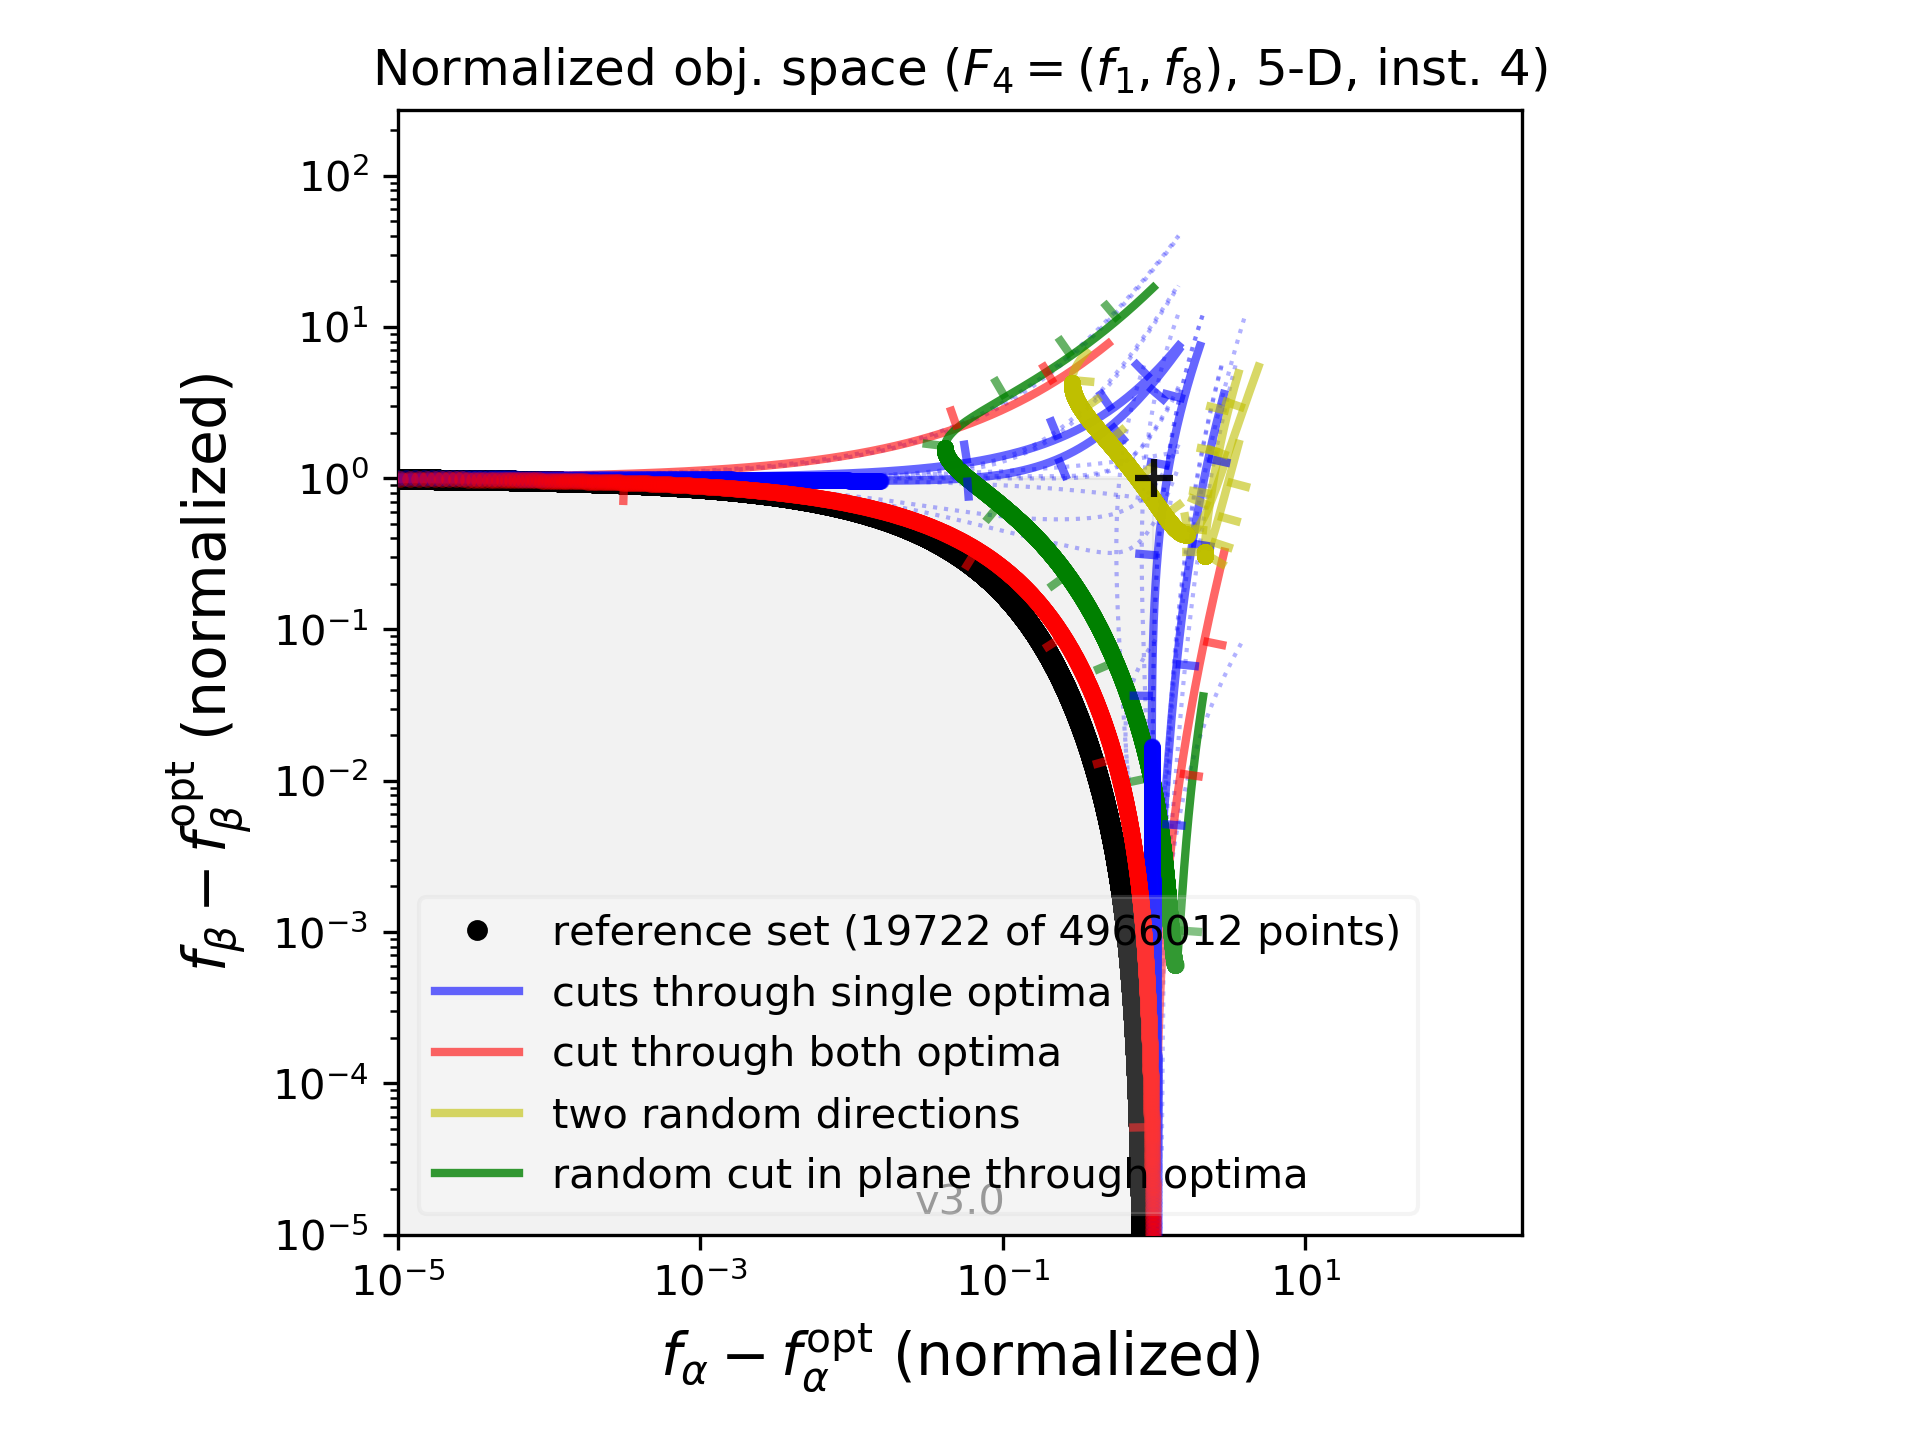 Normalized obj. space (F₄ = (f₁, f₈), 5-D, inst. 4)
10²
10¹
10⁰
10⁻¹
10⁻²
10⁻³
10⁻⁴
10⁻⁵
f_β − f_β^opt (normalized)
reference set (19722 of 4966012 points)
cuts through single optima
cut through both optima
two random directions
random cut in plane through optima
v3.0
10⁻⁵ 10⁻³ 10⁻¹ 10¹
f_α − f_α^opt (normalized)